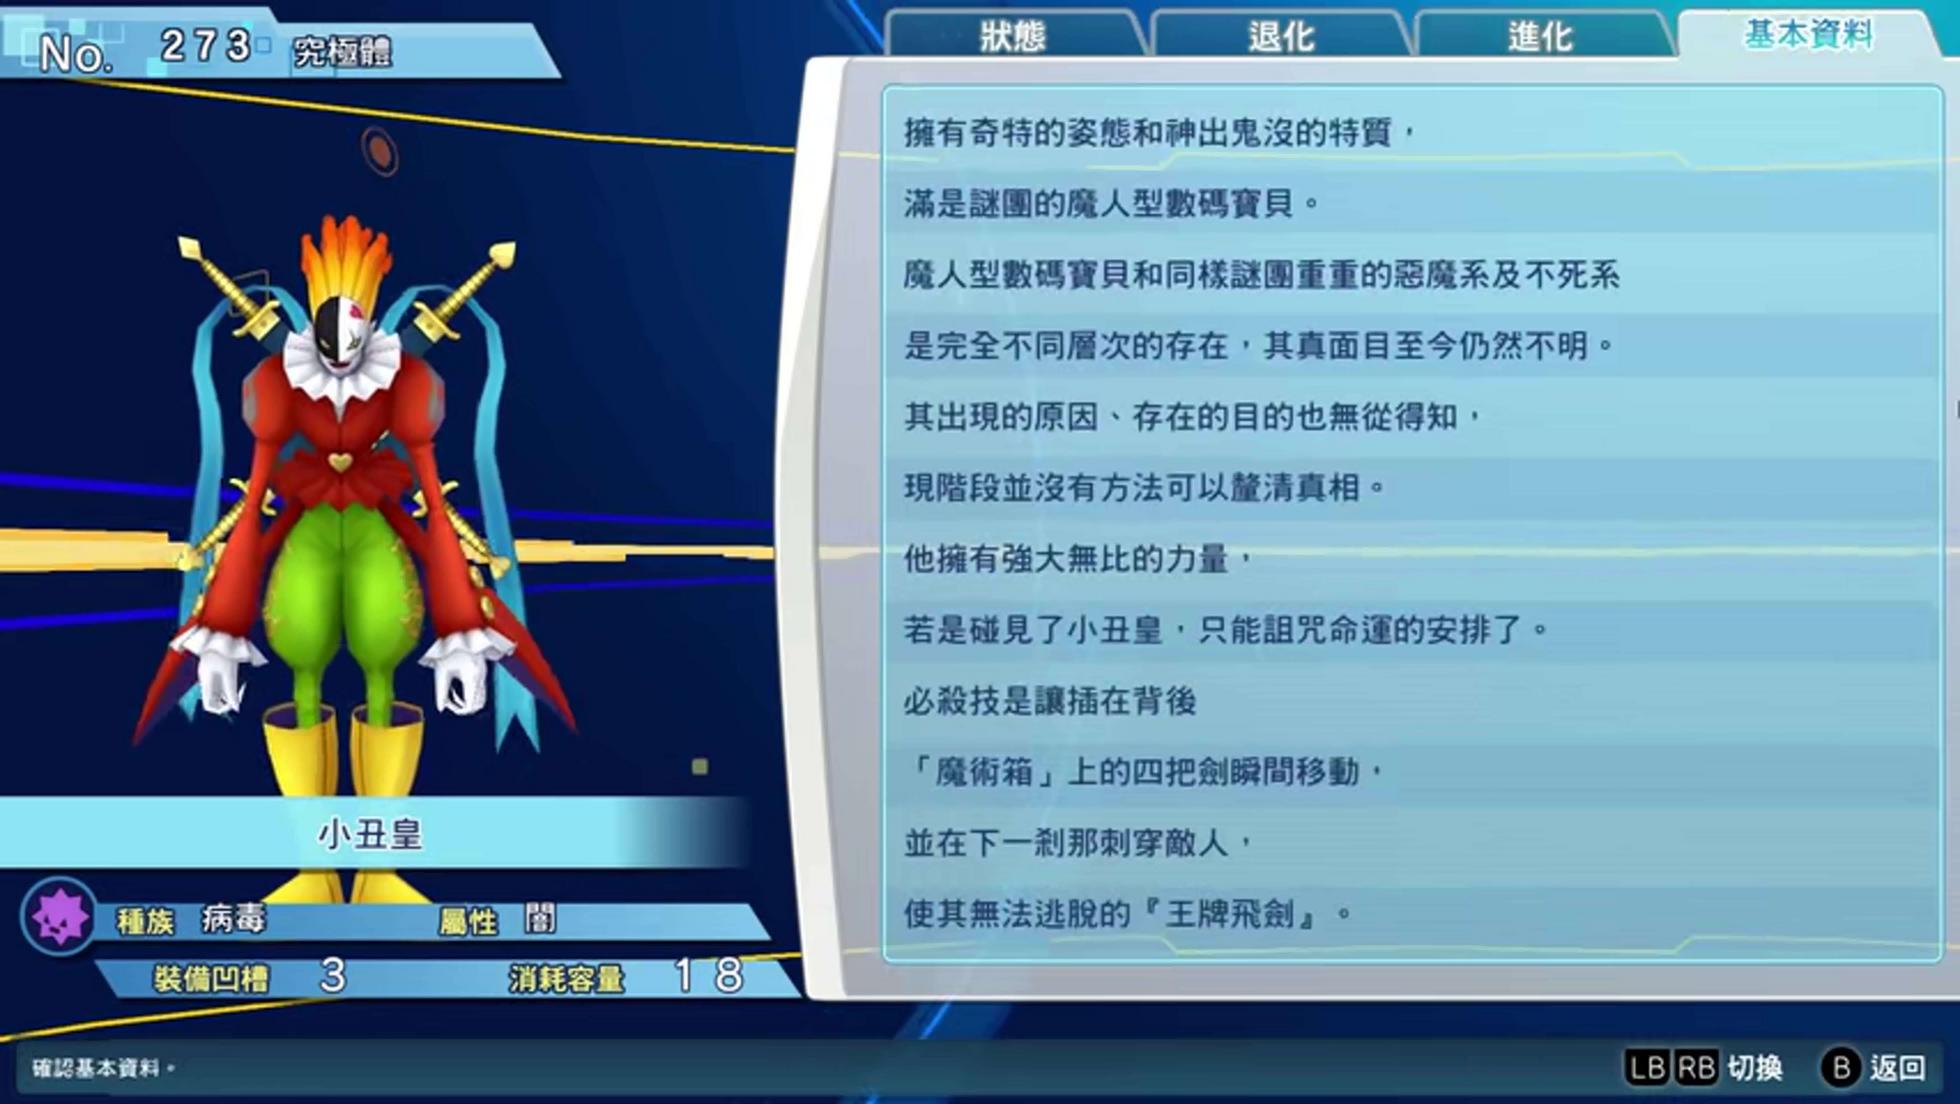 No. 273 究極體
狀態 退化 進化 基本資料
擁有奇特的姿態和神出鬼沒的特質，
滿是謎團的魔人型數碼寶貝。
魔人型數碼寶貝和同樣謎團重重的惡魔系及不死系
是完全不同層次的存在，其真面目至今仍然不明。
其出現的原因、存在的目的也無從得知，
現階段並沒有方法可以釐清真相。
他擁有強大無比的力量，
若是碰見了小丑皇，只能詛咒命運的安排了。
必殺技是讓插在背後
「魔術箱」上的四把劍瞬間移動，
並在下一剎那刺穿敵人，
使其無法逃脫的『王牌飛劍』。
小丑皇
種族 病毒 屬性 闇
裝備凹槽 3 消耗容量 18
確認基本資料。
LB RB 切換 B 返回